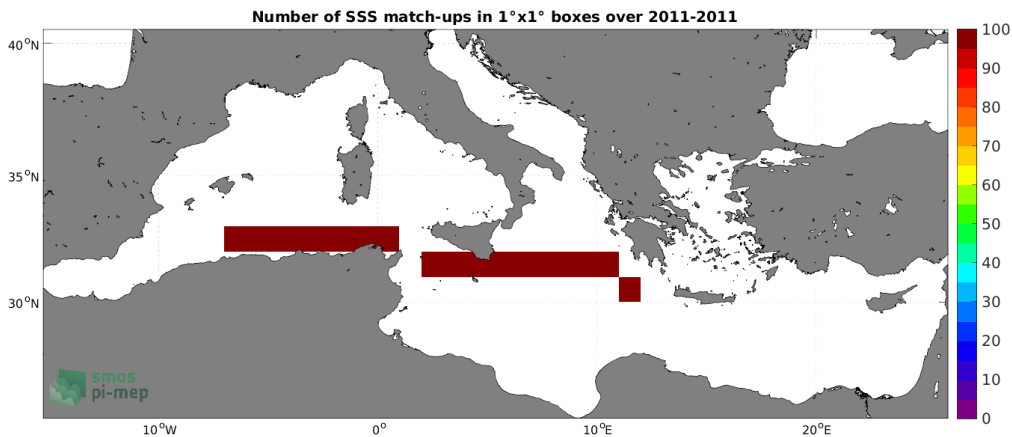 Number of SSS match-ups in 1°x1° boxes over 2011-2011
40°N
35°N
30°N
10°W
0°
10°E
20°E
100
90
80
70
60
50
40
30
20
10
0
smos
pi-mep